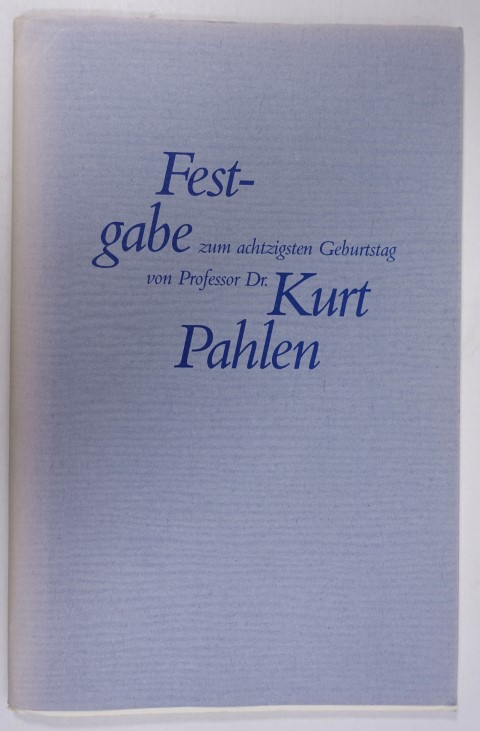 Fest-
gabe zum achtzigsten Geburtstag
von Professor Dr. Kurt
Pahlen